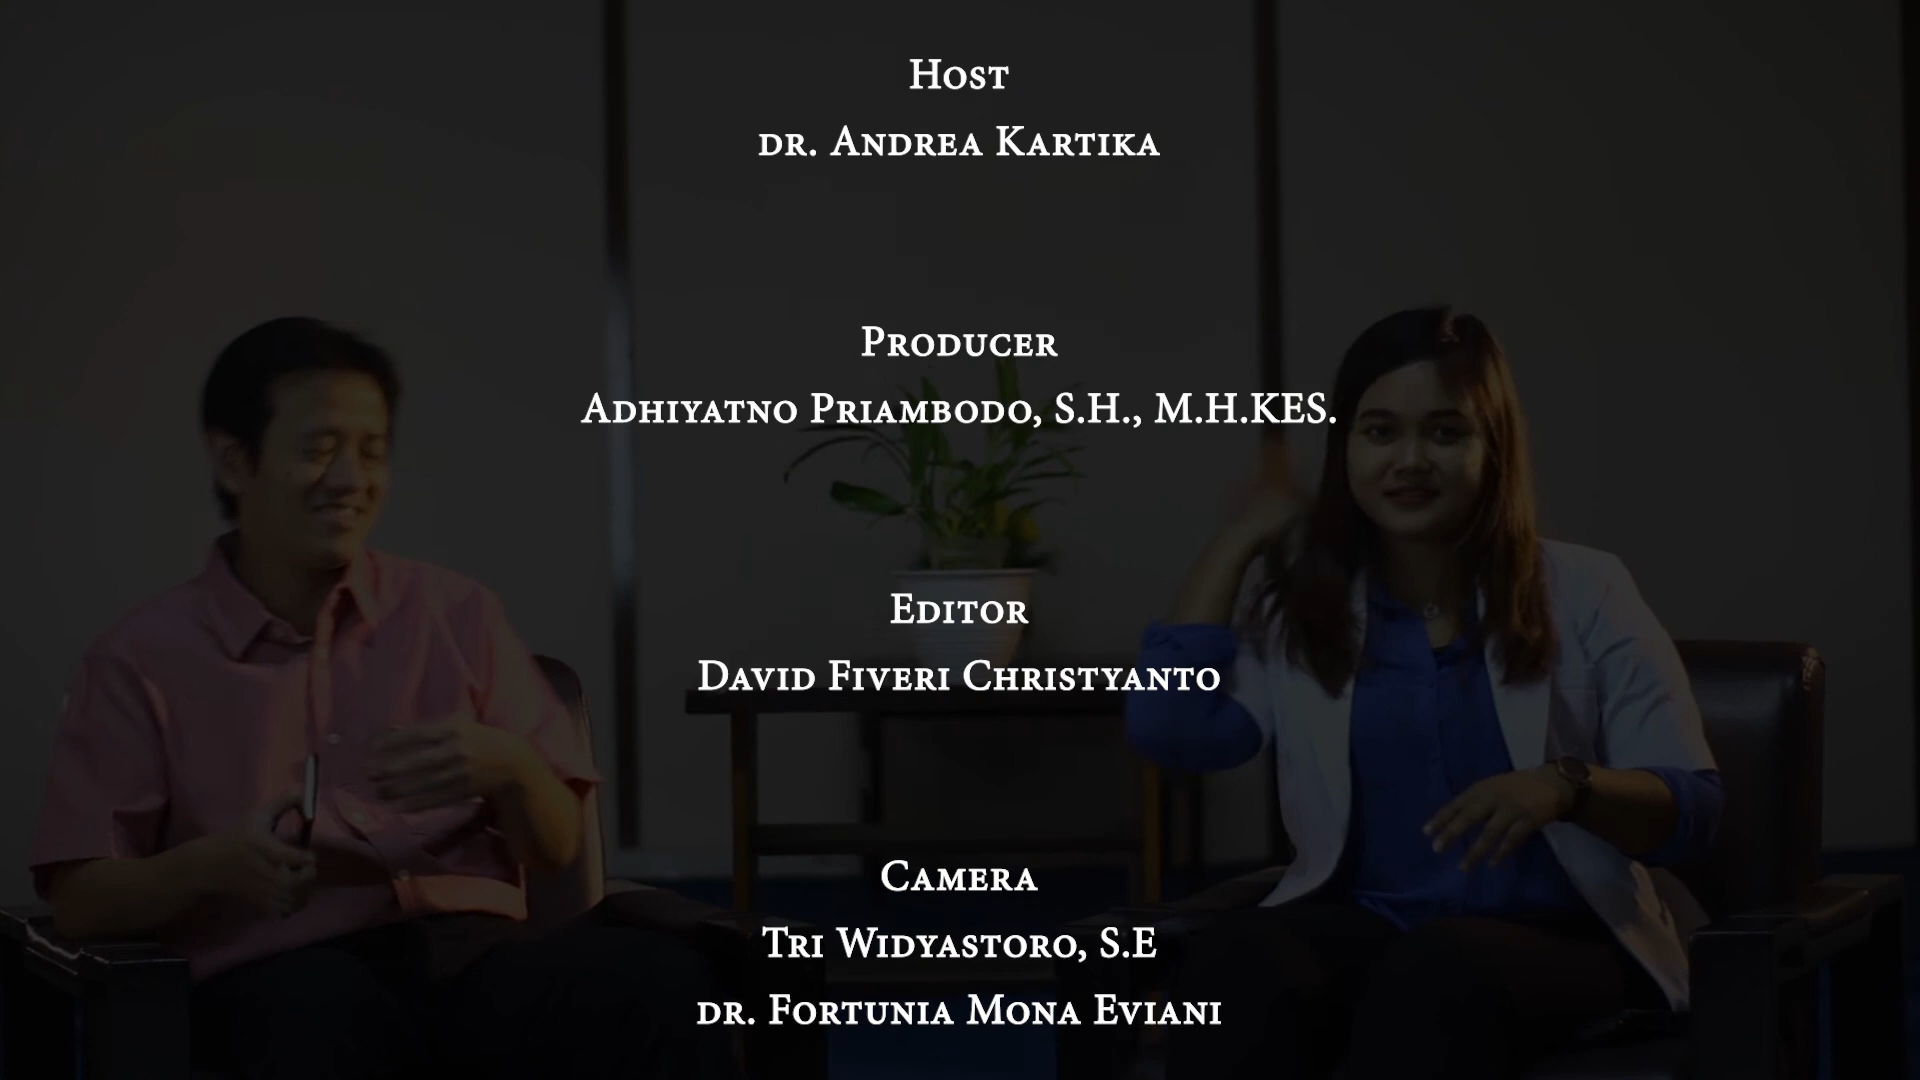 Host
dr. Andrea Kartika
Producer
Adhiyatno Priambodo, S.H., M.H.KES.
Editor
David Fiveri Christyanto
Camera
Tri Widyastoro, S.E
dr. Fortunia Mona Eviani